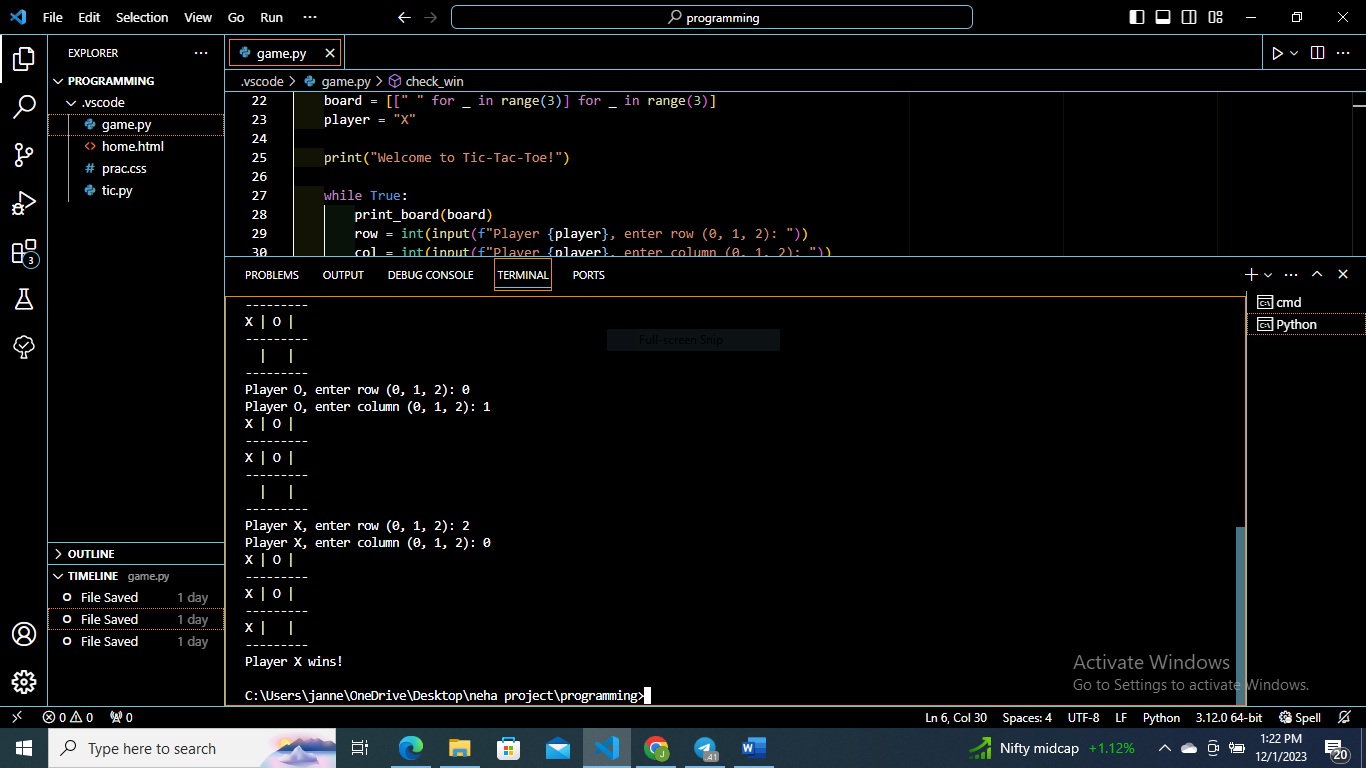 File Edit Selection View Go Run ··· programming
EXPLORER ···
PROGRAMMING
.vscode
game.py
home.html
# prac.css
tic.py
3
OUTLINE
TIMELINE game.py
File Saved 1 day
File Saved 1 day
File Saved 1 day
game.py
.vscode > game.py > check_win
22 board = [[" " for _ in range(3)] for _ in range(3)]
23 player = "X"
24
25 print("Welcome to Tic-Tac-Toe!")
26
27 while True:
28 print_board(board)
29 row = int(input(f"Player {player}, enter row (0, 1, 2): "))
30 col = int(input(f"Player {player}, enter column (0, 1, 2): "))
PROBLEMS OUTPUT DEBUG CONSOLE TERMINAL PORTS
cmd
Python
---------
X | O |
---------
  |   |
---------
Player O, enter row (0, 1, 2): 0
Player O, enter column (0, 1, 2): 1
X | O |
---------
X | O |
---------
  |   |
---------
Player X, enter row (0, 1, 2): 2
Player X, enter column (0, 1, 2): 0
X | O |
---------
X | O |
---------
X |   |
---------
Player X wins!
C:\Users\janne\OneDrive\Desktop\neha project\programming>
Full-screen Snip
Activate Windows
Go to Settings to activate Windows.
0 0 0 Ln 6, Col 30 Spaces: 4 UTF-8 LF Python 3.12.0 64-bit Spell
Type here to search 41 Nifty midcap +1.12% 1:22 PM
12/1/2023 20